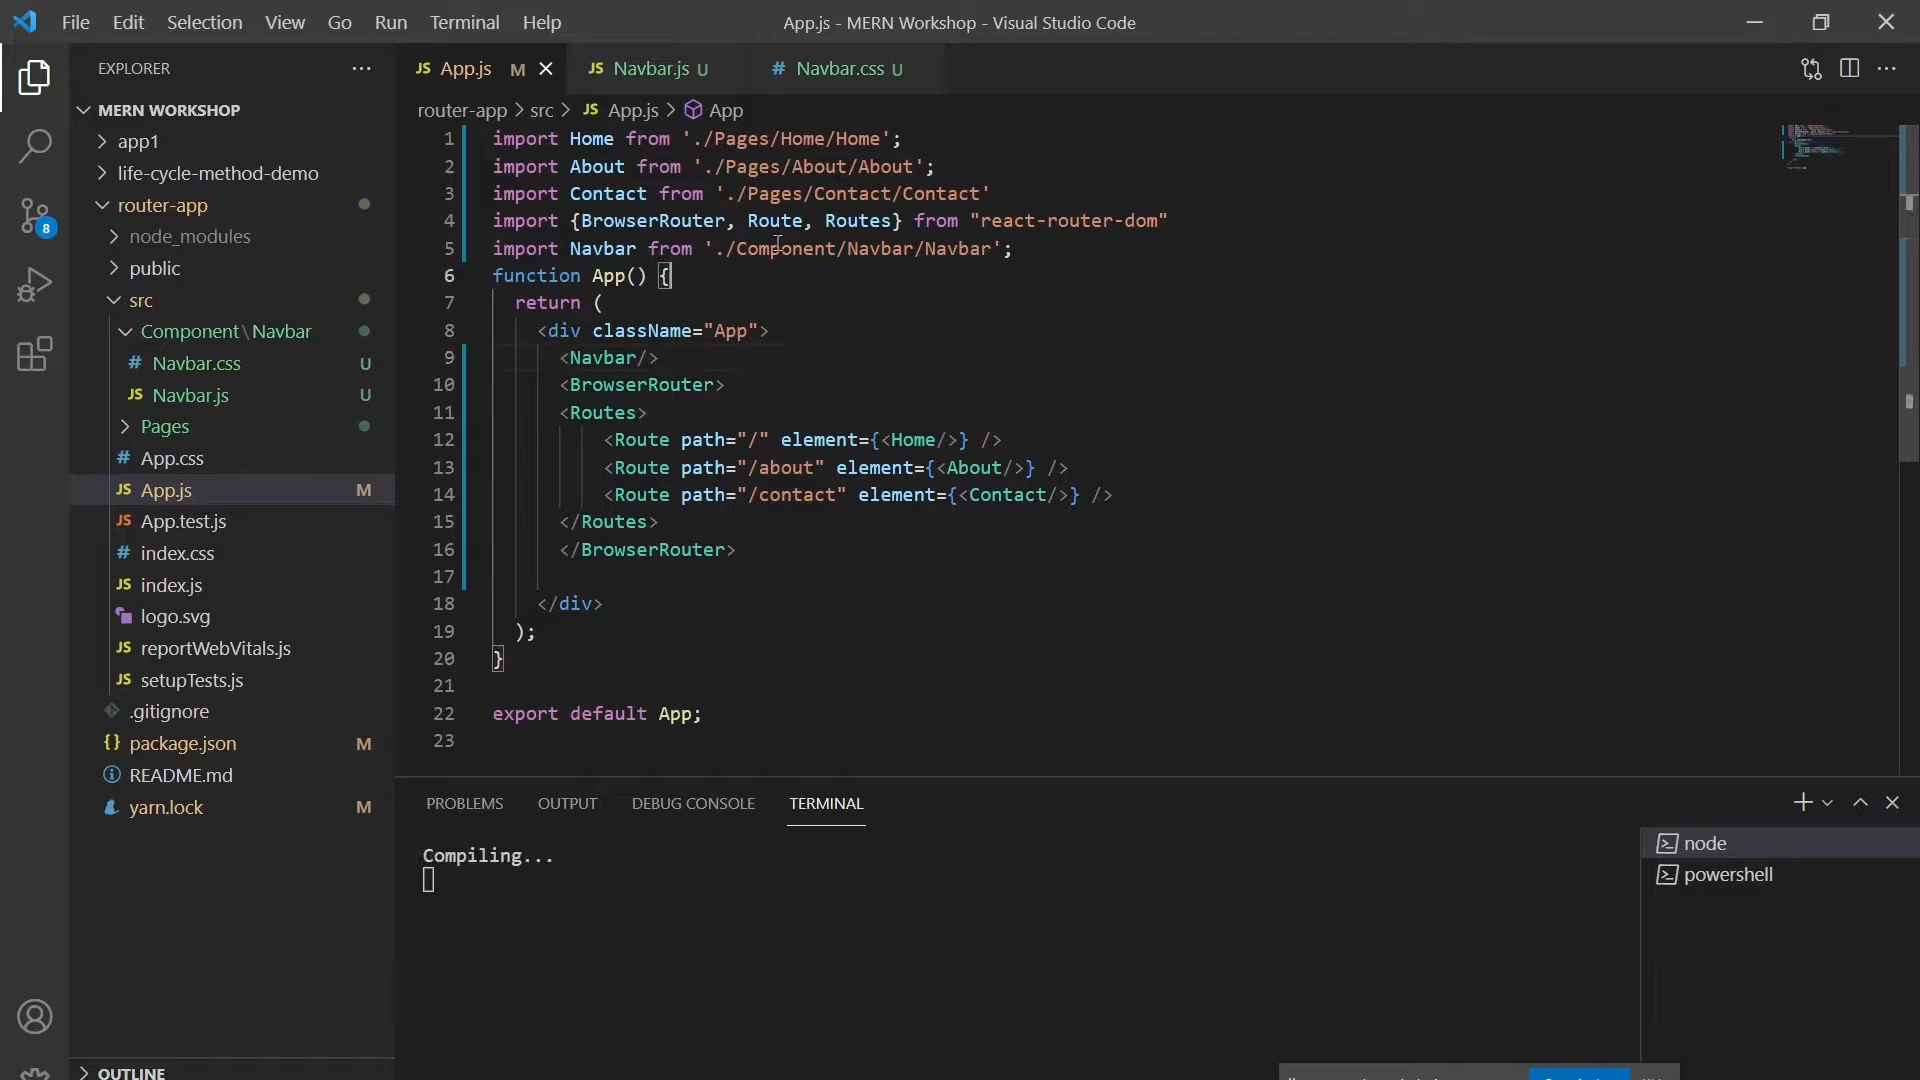 File Edit Selection View Go Run Terminal Help
App.js - MERN Workshop - Visual Studio Code
EXPLORER
MERN WORKSHOP
app1
life-cycle-method-demo
router-app
node_modules
public
src
Component\Navbar
# Navbar.css U
JS Navbar.js U
Pages
# App.css
JS App.js M
JS App.test.js
# index.css
JS index.js
logo.svg
JS reportWebVitals.js
JS setupTests.js
.gitignore
{} package.json M
README.md
yarn.lock M
OUTLINE
8
JS App.js M
JS Navbar.js U
# Navbar.css U
router-app > src > JS App.js > App
1 import Home from './Pages/Home/Home';
2 import About from './Pages/About/About';
3 import Contact from './Pages/Contact/Contact'
4 import {BrowserRouter, Route, Routes} from "react-router-dom"
5 import Navbar from './Component/Navbar/Navbar';
6 function App() {
7 return (
8 <div className="App">
9 <Navbar/>
10 <BrowserRouter>
11 <Routes>
12 <Route path="/" element={<Home/>} />
13 <Route path="/about" element={<About/>} />
14 <Route path="/contact" element={<Contact/>} />
15 </Routes>
16 </BrowserRouter>
17
18 </div>
19 );
20 }
21
22 export default App;
23
PROBLEMS OUTPUT DEBUG CONSOLE TERMINAL
Compiling...
node
powershell